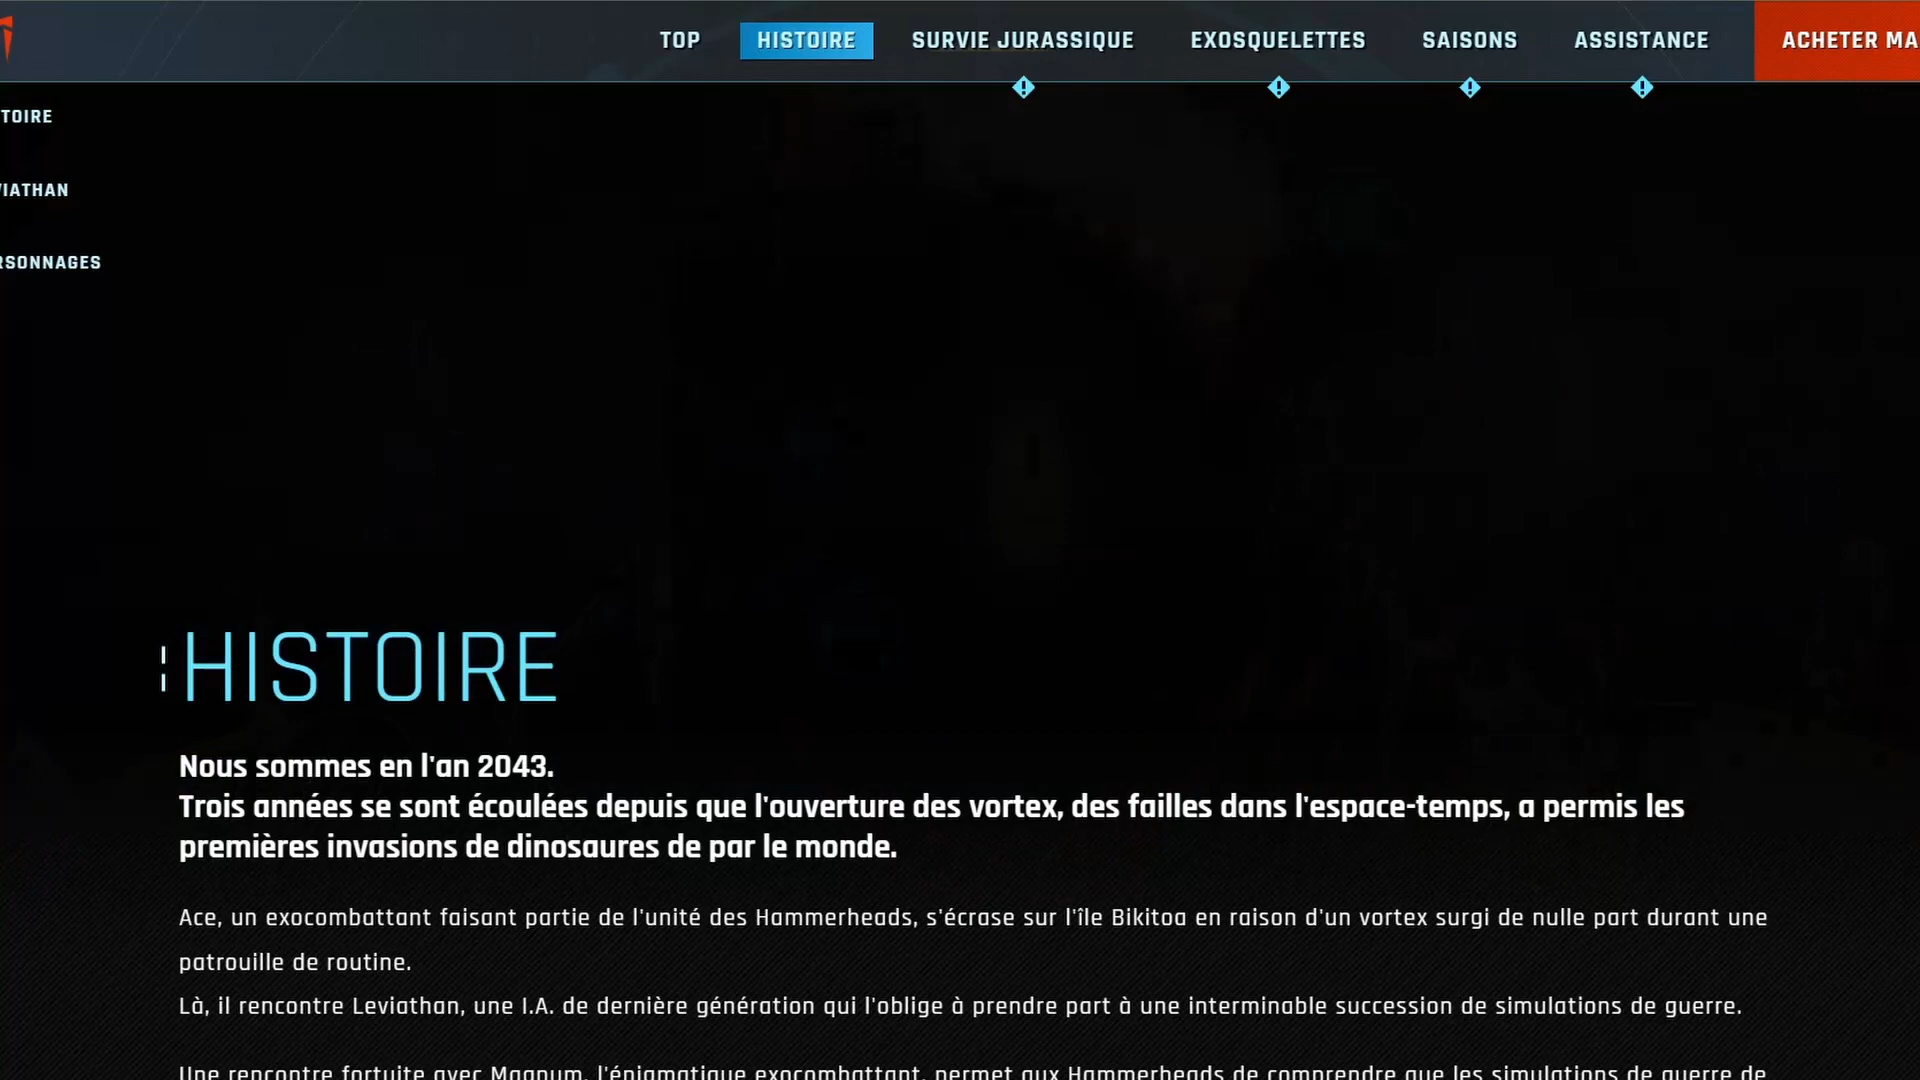 TOP HISTOIRE SURVIE JURASSIQUE EXOSQUELETTES SAISONS ASSISTANCE ACHETER MA
TOIRE
VIATHAN
RSONNAGES
HISTOIRE
Nous sommes en l'an 2043.
Trois années se sont écoulées depuis que l'ouverture des vortex, des failles dans l'espace-temps, a permis les
premières invasions de dinosaures de par le monde.
Ace, un exocombattant faisant partie de l'unité des Hammerheads, s'écrase sur l'île Bikitoa en raison d'un vortex surgi de nulle part durant une
patrouille de routine.
Là, il rencontre Leviathan, une I.A. de dernière génération qui l'oblige à prendre part à une interminable succession de simulations de guerre.
Une rencontre fortuite avec Magnum, l'énigmatique exocombattant, permet aux Hammerheads de comprendre que les simulations de guerre de